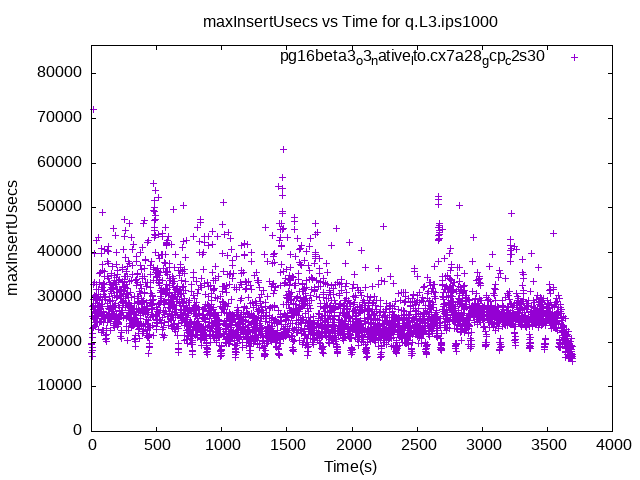 maxInsertUsecs vs Time for q.L3.ips1000
pg16beta3_o3_native_lto.cx7a28_gcp_c2s30
maxInsertUsecs
80000
70000
60000
50000
40000
30000
20000
10000
0
0 500 1000 1500 2000 2500 3000 3500 4000
Time(s)